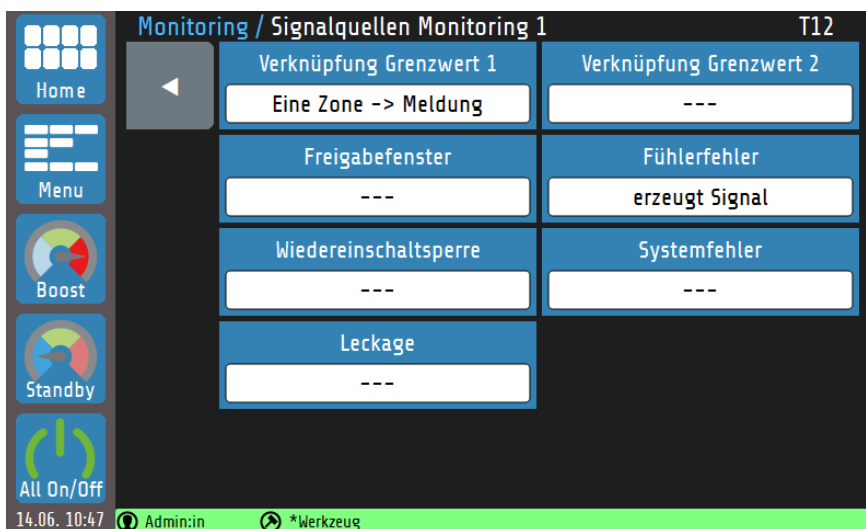 Monitoring / Signalquellen Monitoring 1 T12
Home
Verknüpfung Grenzwert 1 Verknüpfung Grenzwert 2
Eine Zone -> Meldung ---
Menu
Freigabefenster Fühlerfehler
--- erzeugt Signal
Boost
Wiedereinschaltsperre Systemfehler
--- ---
Standby
Leckage
---
All On/Off
14.06. 10:47 Admin:in *Werkzeug